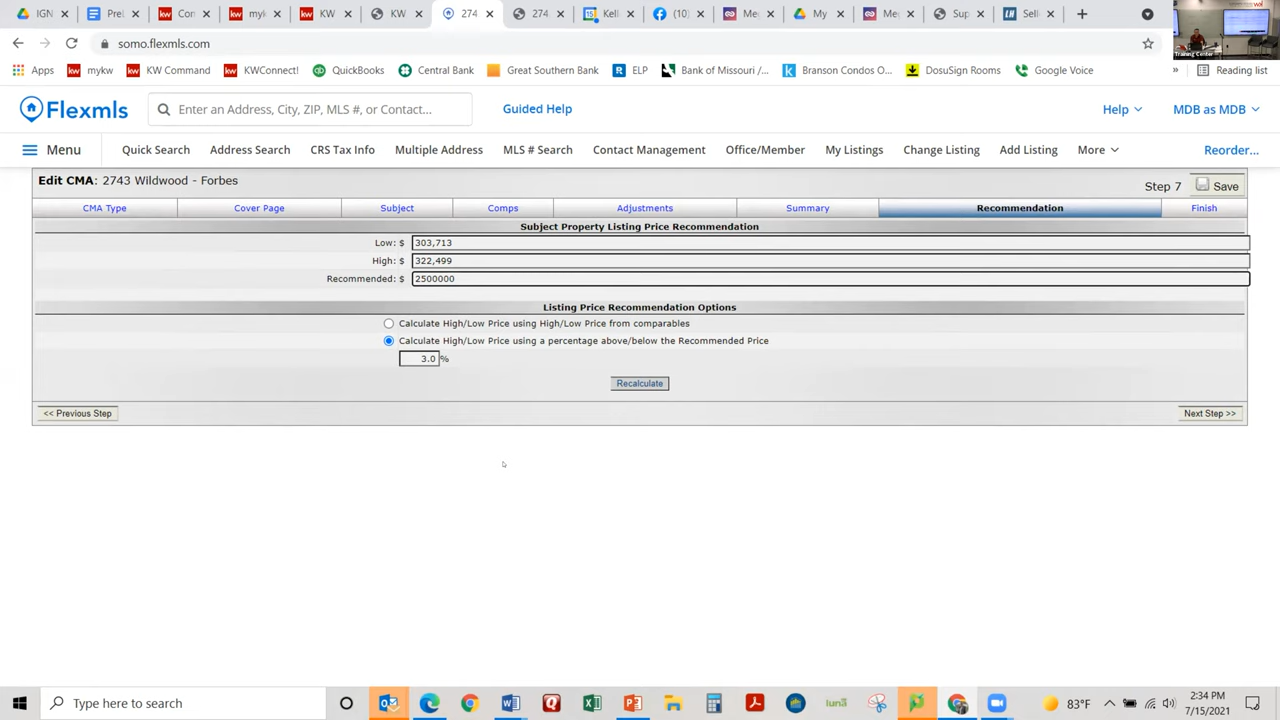 IGN
Prel
Con
myk
KW
KW
274
274
Kell
(10)
Me
My
Me
Sup
Sell
somo.flexmls.com
Training Center
Apps
mykw
KW Command
KWConnect!
QuickBooks
Central Bank
Great Southern Bank
ELP
Bank of Missouri /...
Branson Condos O...
DosuSign Rooms
Google Voice
»
Reading list
Flexmls
Enter an Address, City, ZIP, MLS #, or Contact...
Guided Help
Help
MDB as MDB
Menu
Quick Search
Address Search
CRS Tax Info
Multiple Address
MLS # Search
Contact Management
Office/Member
My Listings
Change Listing
Add Listing
More
Reorder...
Edit CMA: 2743 Wildwood - Forbes
Step 7
Save
CMA Type
Cover Page
Subject
Comps
Adjustments
Summary
Recommendation
Finish
Subject Property Listing Price Recommendation
Low: $ 303,713
High: $ 322,499
Recommended: $ 2500000
Listing Price Recommendation Options
Calculate High/Low Price using High/Low Price from comparables
Calculate High/Low Price using a percentage above/below the Recommended Price
3.0 %
Recalculate
<< Previous Step
Next Step >>
Type here to search
luna
83°F
2:34 PM
7/15/2021